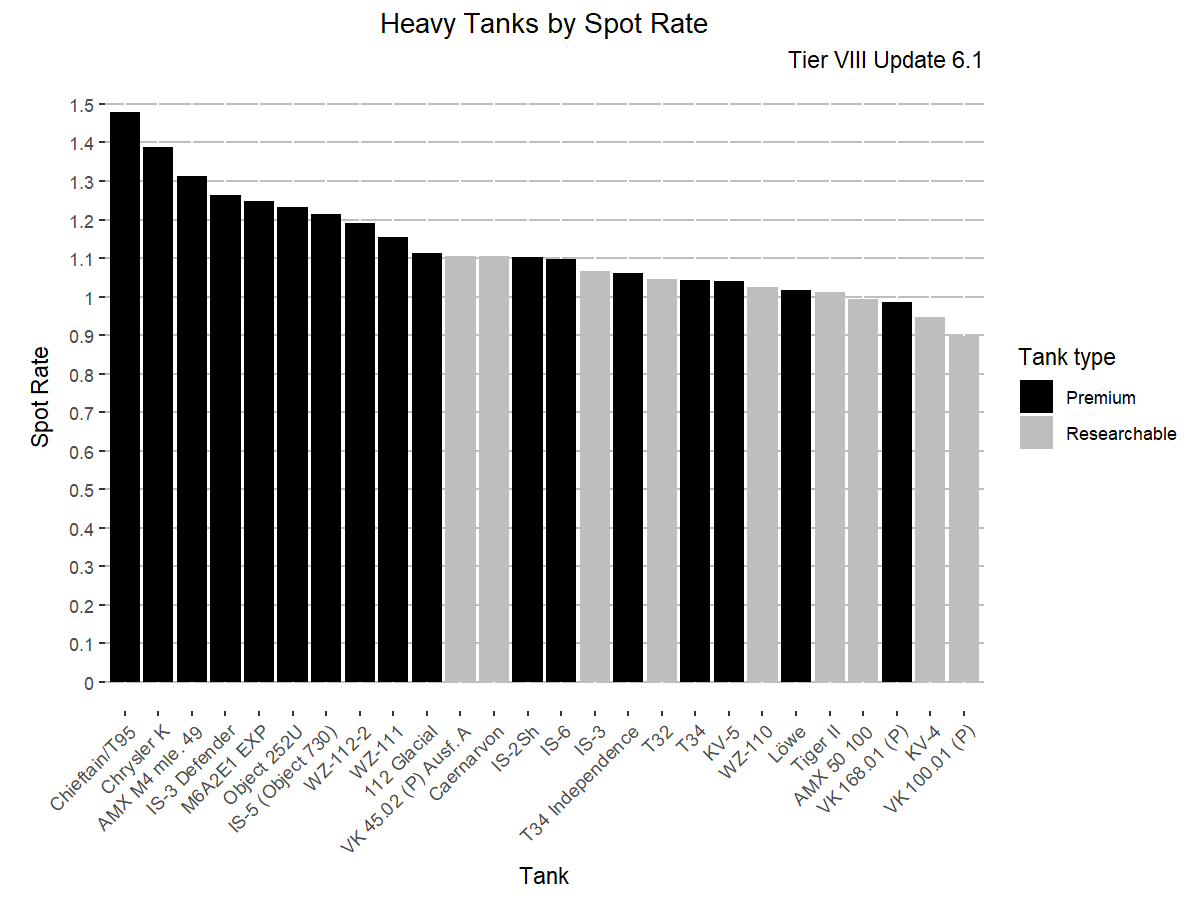 Heavy Tanks by Spot Rate
Tier VIII Update 6.1
1.5
1.4
1.3
1.2
1.1
1
0.9
0.8
0.7
0.6
0.5
0.4
0.3
0.2
0.1
0
Spot Rate
Chieftain/T95
Chrysler K
AMX M4 mle. 49
IS-3 Defender
M6A2E1 EXP
Object 252U
IS-5 (Object 730)
WZ-112-2
WZ-111
112 Glacial
VK 45.02 (P) Ausf. A
Caernarvon
IS-2Sh
IS-6
IS-3
T34 Independence
T32
T34
KV-5
WZ-110
Löwe
Tiger II
AMX 50 100
VK 168.01 (P)
KV-4
VK 100.01 (P)
Tank
Tank type
Premium
Researchable